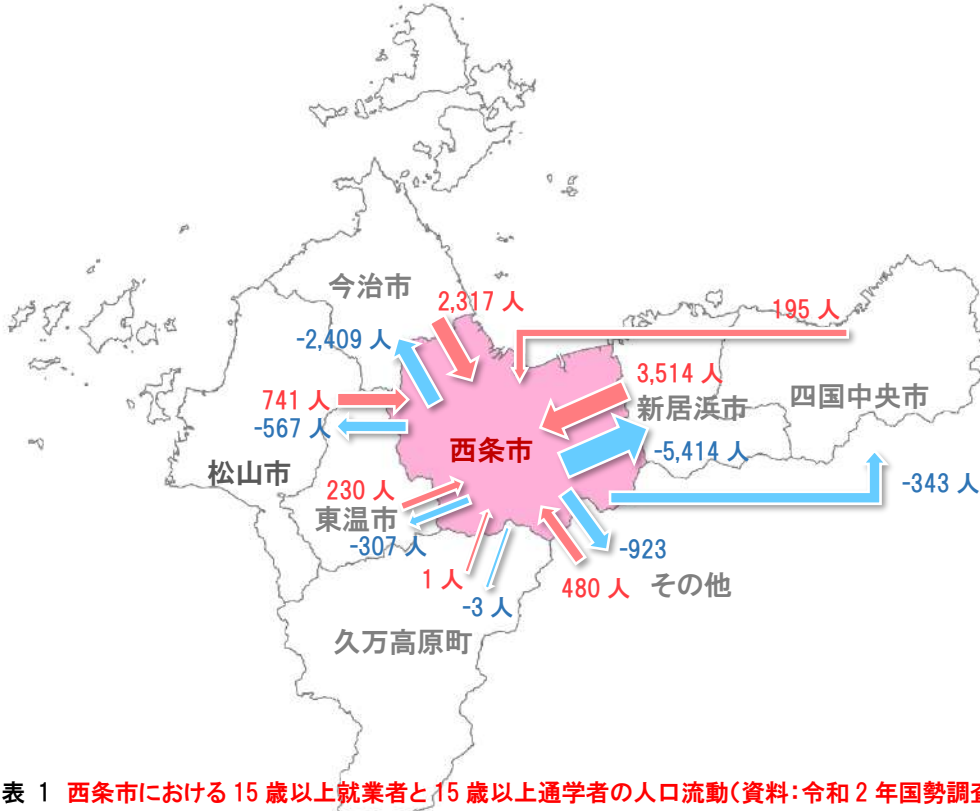 今治市
2,317 人
195 人
-2,409 人
3,514 人
四国中央市
741 人
新居浜市
-567 人
西条市
-5,414 人
松山市
230 人
-343 人
東温市
-307 人
-923
1 人
480 人
その他
-3 人
久万高原町
表 1 西条市における 15 歳以上就業者と 15 歳以上通学者の人口流動(資料:令和 2 年国勢調